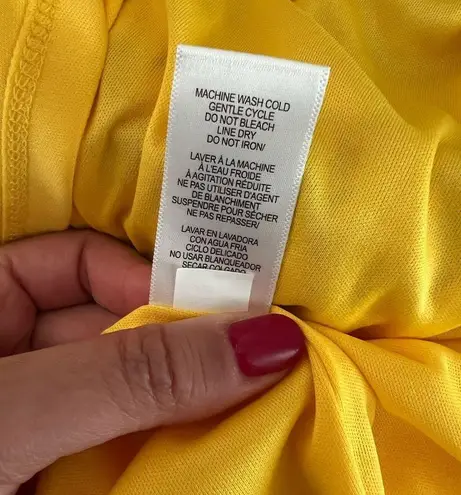 MACHINE WASH COLD
GENTLE CYCLE
DO NOT BLEACH
LINE DRY
DO NOT IRON/
LAVER À LA MACHINE
À L'EAU FROIDE
À AGITATION RÉDUITE
NE PAS UTILISER D'AGENT
DE BLANCHIMENT
SUSPENDRE POUR SÉCHER
NE PAS REPASSER/
LAVAR EN LAVADORA
CON AGUA FRIA
CICLO DELICADO
NO USAR BLANQUEADOR
SECAR COLGADO